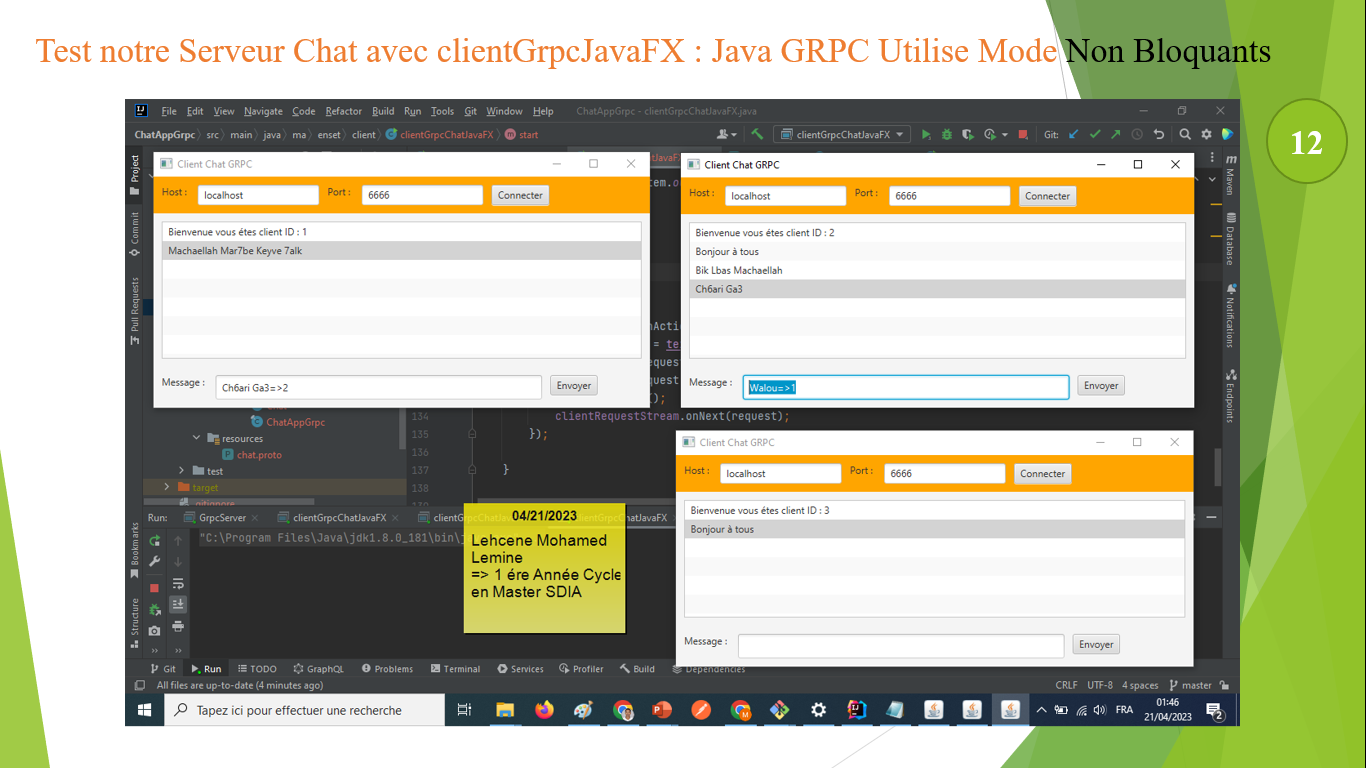 Test notre Serveur Chat avec clientGrpcJavaFX : Java GRPC Utilise Mode Non Bloquants
12
File Edit View Navigate Code Refactor Build Run Tools Git Window Help ChatAppGrpc - clientGrpcChatJavaFX.java
ChatAppGrpc src main java ma enset client clientGrpcChatJavaFX start
clientGrpcChatJavaFX Git:
Project
Commit
Pull Requests
Bookmarks
Structure
Client Chat GRPC
Host : localhost Port : 6666 Connecter
Bienvenue vous étes client ID : 1
Machaellah Mar7be Keyve 7alk
Message : Ch6ari Ga3=>2 Envoyer
Client Chat GRPC
Host : localhost Port : 6666 Connecter
Bienvenue vous étes client ID : 2
Bonjour à tous
Bik Lbas Machaellah
Ch6ari Ga3
Message : Walou=>1 Envoyer
Maven
Database
Notifications
Endpoints
ChatAppGrpc
resources
chat.proto
test
target
.gitignore
134 clientRequestStream.onNext(request);
135 });
136
137 }
138
Client Chat GRPC
Host : localhost Port : 6666 Connecter
Bienvenue vous étes client ID : 3
Bonjour à tous
Message : Envoyer
Run: GrpcServer clientGrpcChatJavaFX
"C:\Program Files\Java\jdk1.8.0_181\bin\
04/21/2023
Lehcene Mohamed
Lemine
=> 1 ére Année Cycle
en Master SDIA
Git Run TODO GraphQL Problems Terminal Services Profiler Build Dependencies
All files are up-to-date (4 minutes ago) CRLF UTF-8 4 spaces master
Tapez ici pour effectuer une recherche
FRA 01:46
21/04/2023
2